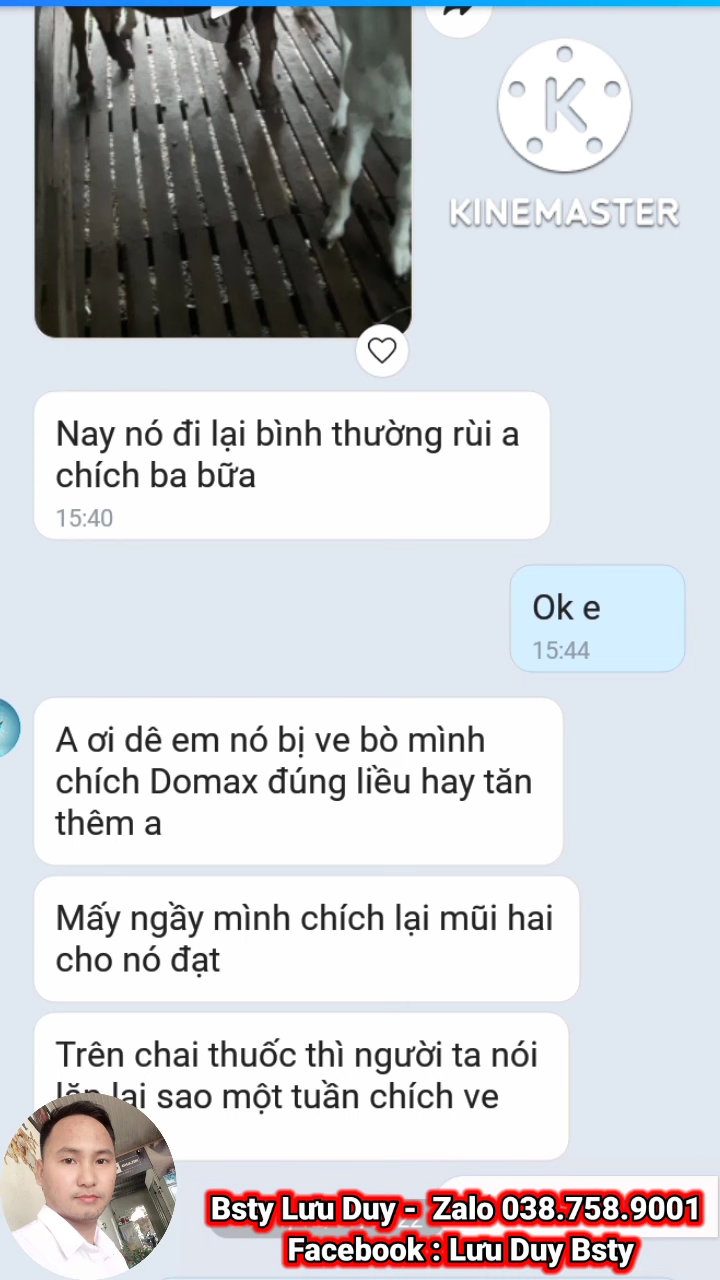 KINEMASTER
Nay nó đi lại bình thường rùi a
chích ba bữa
15:40
Ok e
15:44
A ơi dê em nó bị ve bò mình
chích Domax đúng liều hay tăn
thêm a
Mấy ngầy mình chích lại mũi hai
cho nó đạt
Trên chai thuốc thì người ta nói
lại sao một tuần chích ve
Bsty Lưu Duy - Zalo 038.758.9001
Facebook : Lưu Duy Bsty